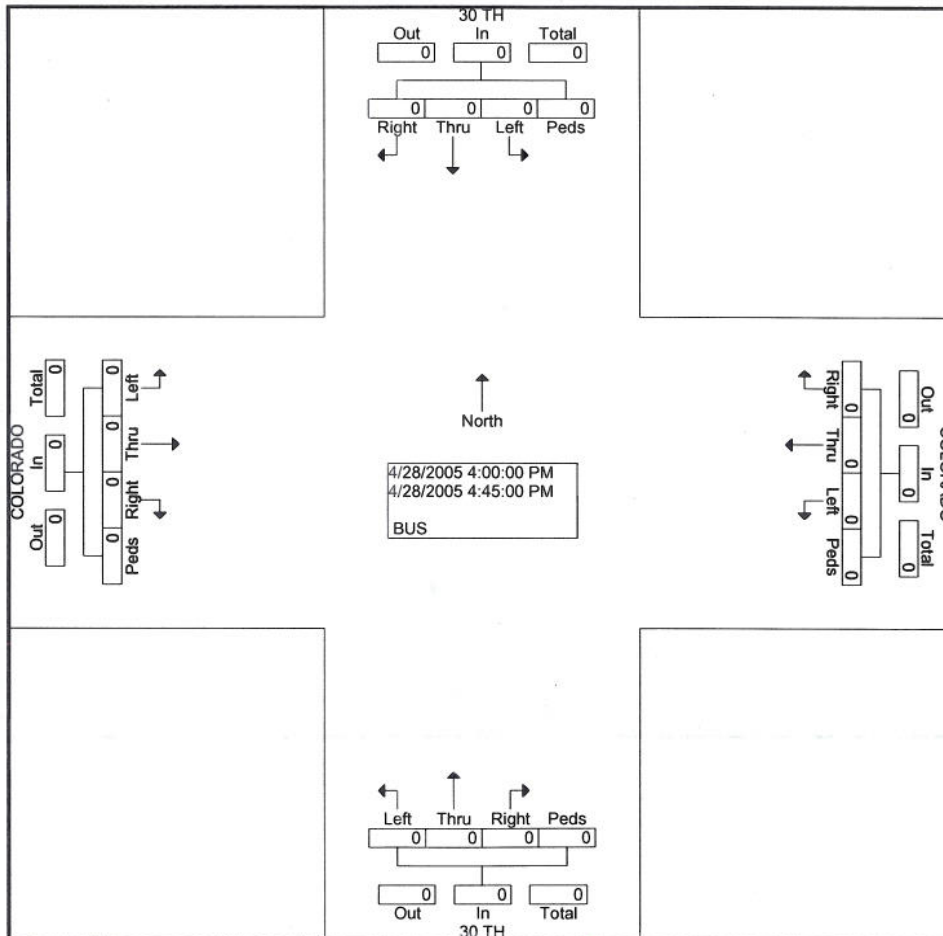 30 TH
Out In Total
0 0 0
0 0 0 0
Right Thru Left Peds
Total In Out
0 0 0
COLORADO
0 0 0 0
Left Thru Right Peds
North
4/28/2005 4:00:00 PM
4/28/2005 4:45:00 PM
BUS
Right Thru Left Peds
0 0 0 0
Out In Total
0 0 0
Left Thru Right Peds
0 0 0 0
0 0 0
Out In Total
30 TH